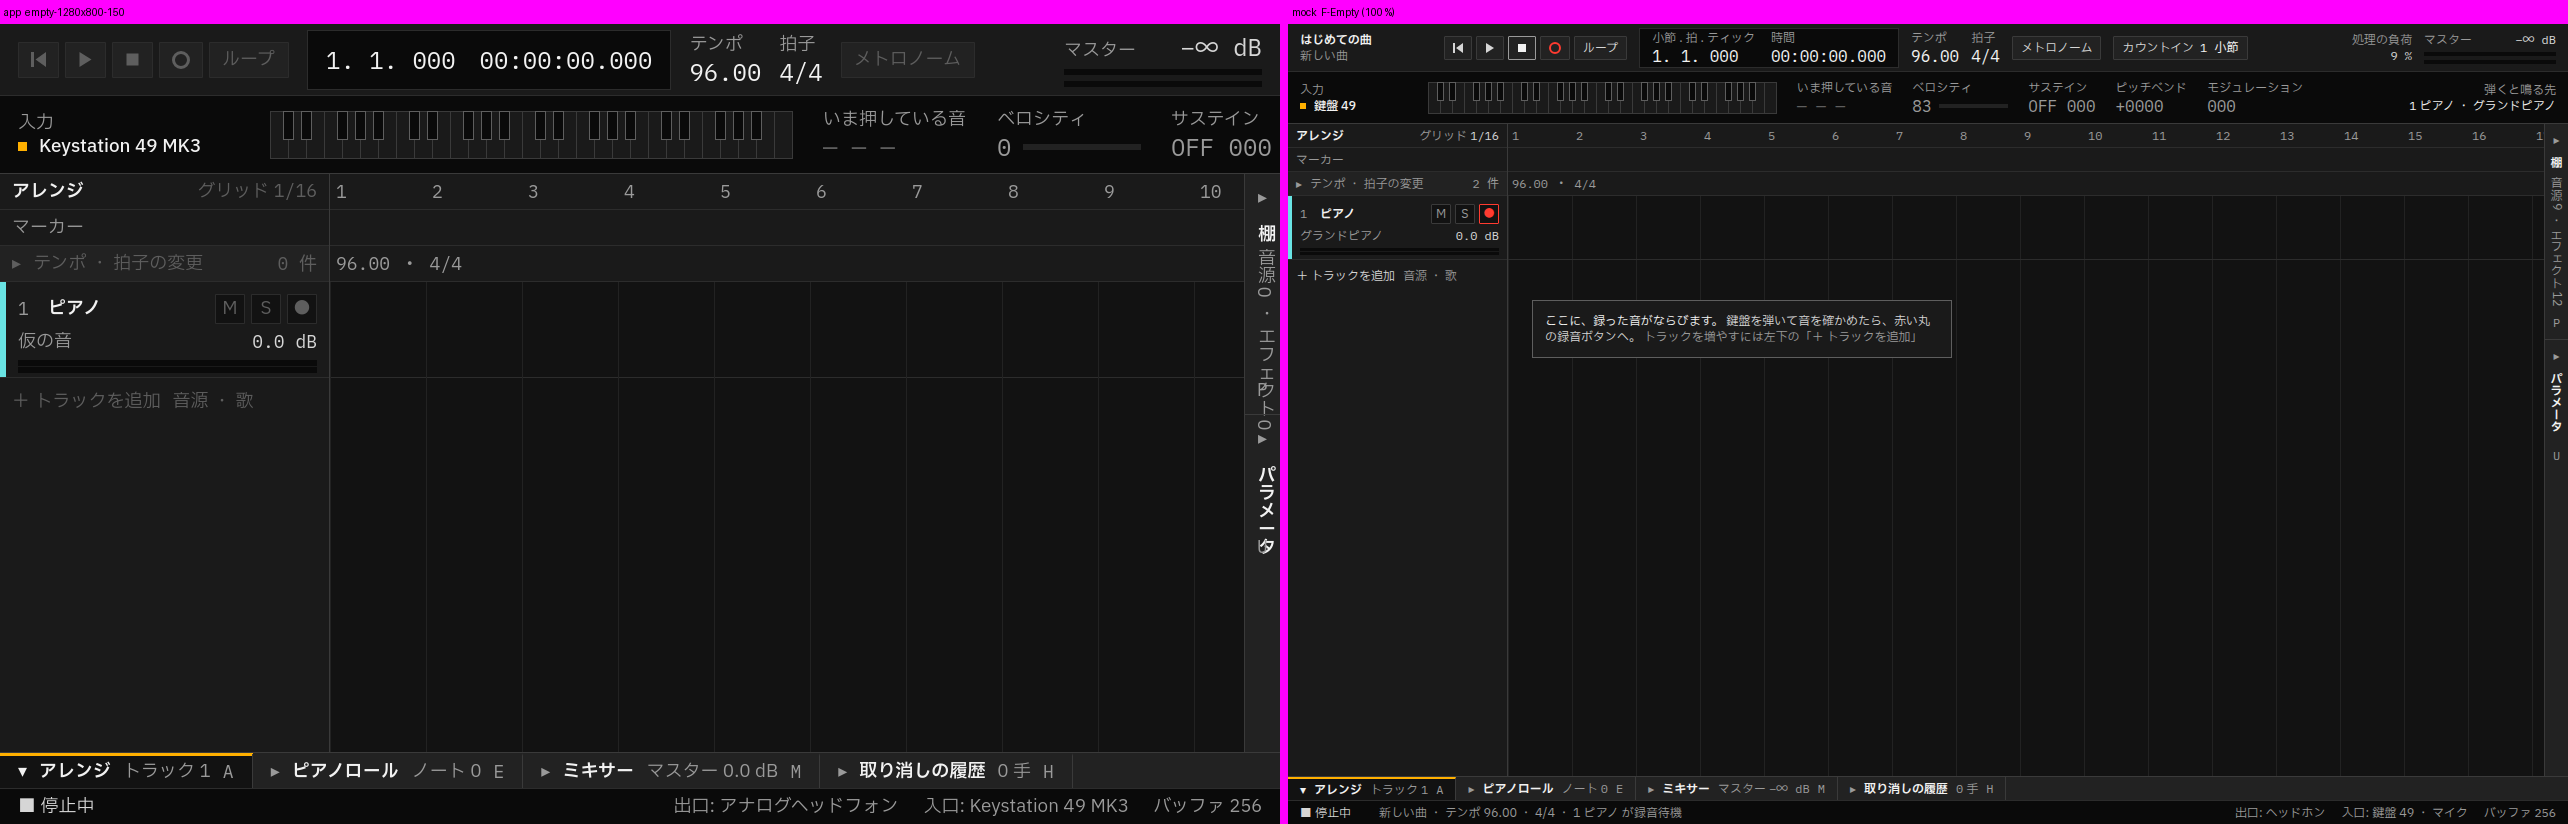 app empty-1280x800-150
ループ
1. 1. 000 00:00:00.000
テンポ 拍子
96.00 4/4
メトロノーム
マスター −∞ dB
入力
Keystation 49 MK3
いま押している音 ベロシティ サステイン
— — — 0 OFF 000
アレンジ グリッド 1/16
1 2 3 4 5 6 7 8 9 10
マーカー
▶ テンポ・拍子の変更 0 件
96.00 ・ 4/4
1 ピアノ M S
仮の音 0.0 dB
＋トラックを追加 音源・歌
▶ 棚 音源 0 ・ エフェクト 0
▶ パラメータ
▼ アレンジ トラック 1 A
▶ ピアノロール ノート 0 E
▶ ミキサー マスター 0.0 dB M
▶ 取り消しの履歴 0 手 H
■ 停止中
出口: アナログヘッドフォン 入口: Keystation 49 MK3 バッファ 256
mock F-Empty (100 %)
はじめての曲
新しい曲
ループ
小節 . 拍 . ティック 時間
1. 1. 000 00:00:00.000
テンポ 拍子
96.00 4/4
メトロノーム
カウントイン 1 小節
処理の負荷 マスター −∞ dB
9 %
入力
鍵盤 49
いま押している音 ベロシティ サステイン ピッチベンド モジュレーション
— — — 83 OFF 000 +0000 000
弾くと鳴る先
1 ピアノ ・ グランドピアノ
アレンジ グリッド 1/16
1 2 3 4 5 6 7 8 9 10 11 12 13 14 15 16 1
マーカー
▶ テンポ・拍子の変更 2 件
96.00 ・ 4/4
1 ピアノ M S
グランドピアノ 0.0 dB
＋トラックを追加 音源・歌
ここに、録った音がならびます。鍵盤を弾いて音を確かめたら、赤い丸
の録音ボタンへ。トラックを増やすには左下の「＋トラックを追加」
▶ 棚 音源 9 ・ エフェクト 12 P
▶ パラメータ U
▼ アレンジ トラック 1 A
▶ ピアノロール ノート 0 E
▶ ミキサー マスター −∞ dB M
▶ 取り消しの履歴 0 手 H
■ 停止中 新しい曲 ・ テンポ 96.00 ・ 4/4 ・ 1 ピアノ が録音待機
出口: ヘッドホン 入口: 鍵盤 49 ・ マイク バッファ 256